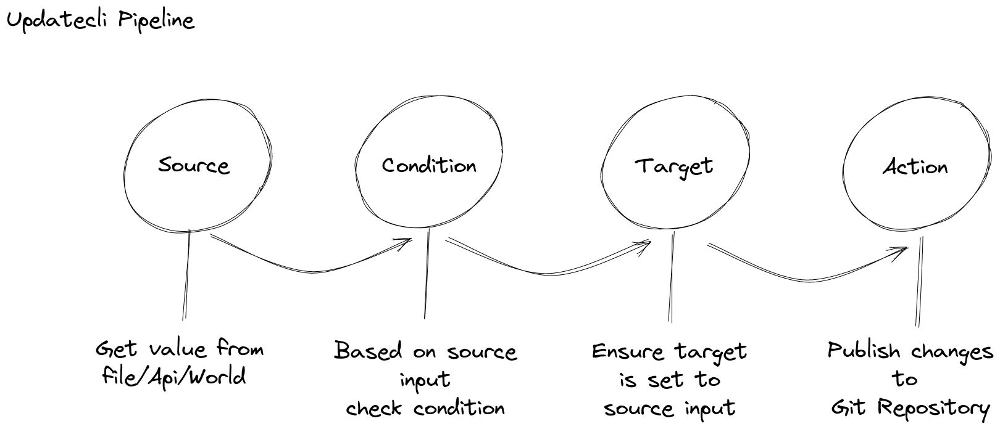 Updatecli Pipeline
Source
Condition
Target
Action
Get value from
file/Api/World
Based on source
input
check condition
Ensure target
is set to
source input
Publish changes
to
Git Repository